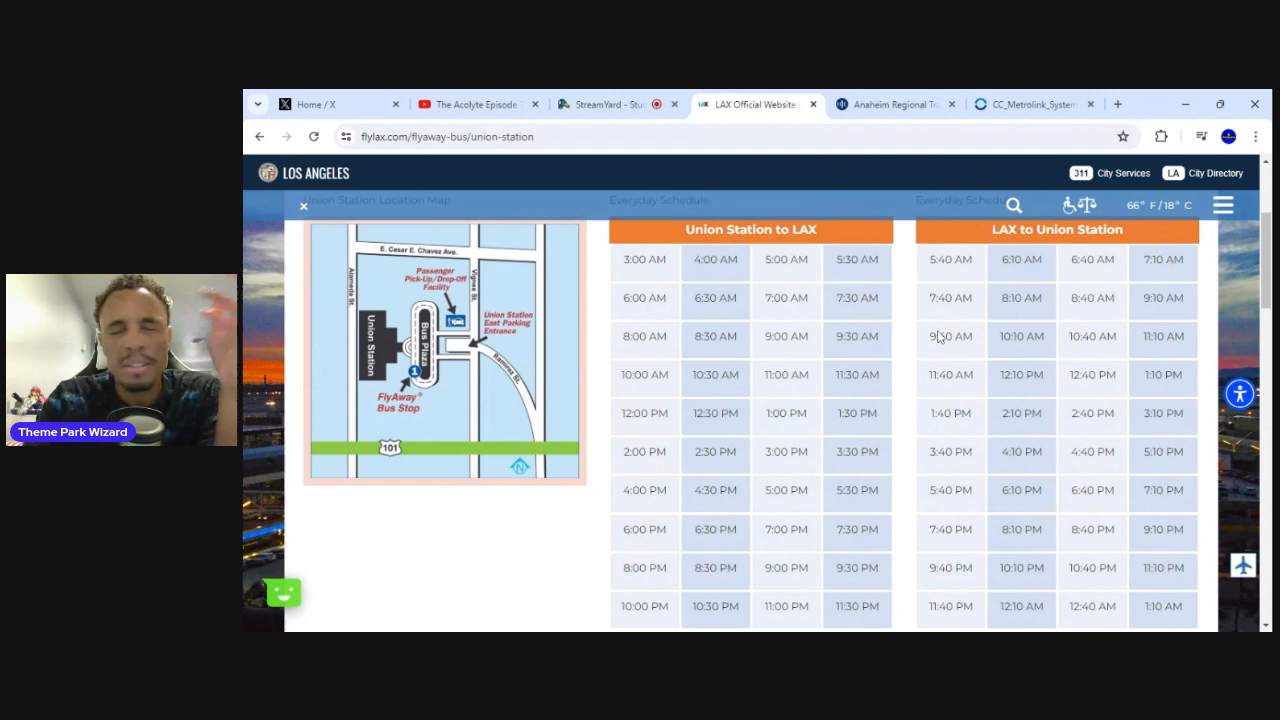 Home / X
The Acolyte Episode
StreamYard - Stu
LAX Official Website
Anaheim Regional Tr
CC_Metrolink_System
flylax.com/flyaway-bus/union-station
LOS ANGELES
311 City Services
LA City Directory
66° F/18° C
Union Station Location Map
Everyday Schedule
Everyday Schedu
E. Cesar E. Chavez Ave.
Alameda St.
Vignes St.
Passenger
Pick-Up/Drop-Off
Facility
Union Station
East Parking
Entrance
Union Station
Bus Plaza
Ramirez St.
1
FlyAway®
Bus Stop
101
N
Union Station to LAX
3:00 AM 4:00 AM 5:00 AM 5:30 AM
6:00 AM 6:30 AM 7:00 AM 7:30 AM
8:00 AM 8:30 AM 9:00 AM 9:30 AM
10:00 AM 10:30 AM 11:00 AM 11:30 AM
12:00 PM 12:30 PM 1:00 PM 1:30 PM
2:00 PM 2:30 PM 3:00 PM 3:30 PM
4:00 PM 4:30 PM 5:00 PM 5:30 PM
6:00 PM 6:30 PM 7:00 PM 7:30 PM
8:00 PM 8:30 PM 9:00 PM 9:30 PM
10:00 PM 10:30 PM 11:00 PM 11:30 PM
LAX to Union Station
5:40 AM 6:10 AM 6:40 AM 7:10 AM
7:40 AM 8:10 AM 8:40 AM 9:10 AM
AM 10:10 AM 10:40 AM 11:10 AM
11:40 AM 12:10 PM 12:40 PM 1:10 PM
1:40 PM 2:10 PM 2:40 PM 3:10 PM
3:40 PM 4:10 PM 4:40 PM 5:10 PM
5:40 PM 6:10 PM 6:40 PM 7:10 PM
7:40 PM 8:10 PM 8:40 PM 9:10 PM
9:40 PM 10:10 PM 10:40 PM 11:10 PM
11:40 PM 12:10 AM 12:40 AM 1:10 AM
Theme Park Wizard